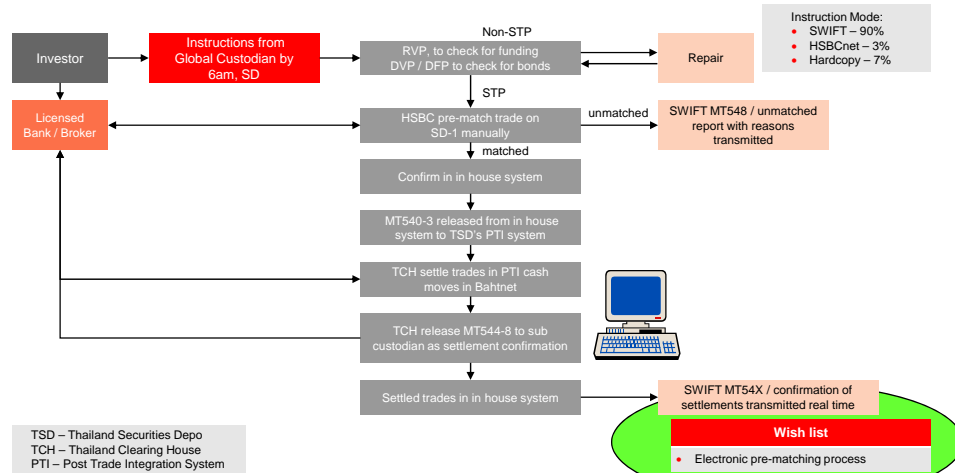 Investor
Instructions from
Global Custodian by
6am, SD
Non-STP
RVP, to check for funding
DVP / DFP to check for bonds
Repair
Instruction Mode:
SWIFT – 90%
HSBCnet – 3%
Hardcopy – 7%
STP
Licensed
Bank / Broker
HSBC pre-match trade on
SD-1 manually
unmatched
SWIFT MT548 / unmatched
report with reasons
transmitted
matched
Confirm in in house system
MT540-3 released from in house
system to TSD's PTI system
TCH settle trades in PTI cash
moves in Bahtnet
TCH release MT544-8 to sub
custodian as settlement confirmation
Settled trades in in house system
SWIFT MT54X / confirmation of
settlements transmitted real time
Wish list
Electronic pre-matching process
TSD – Thailand Securities Depo
TCH – Thailand Clearing House
PTI – Post Trade Integration System